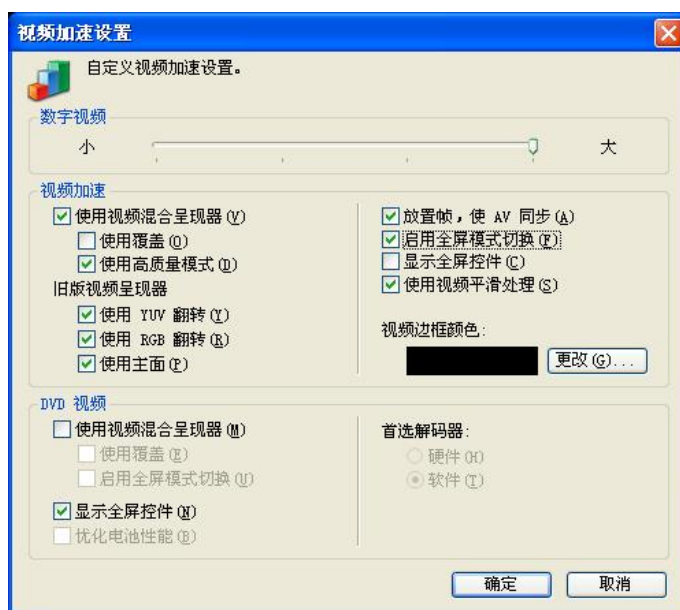 视频加速设置
自定义视频加速设置。
数字视频
小 大
视频加速
使用视频混合呈现器(V)
使用覆盖(O)
使用高质量模式(D)
旧版视频呈现器
使用 YUV 翻转(Y)
使用 RGB 翻转(R)
使用主面(P)
放置帧，使 AV 同步(A)
启用全屏模式切换(F)
显示全屏控件(C)
使用视频平滑处理(S)
视频边框颜色:
更改(G)...
DVD 视频
使用视频混合呈现器(M)
使用覆盖(E)
启用全屏模式切换(U)
显示全屏控件(N)
优化电池性能(B)
首选解码器:
硬件(H)
软件(T)
确定 取消